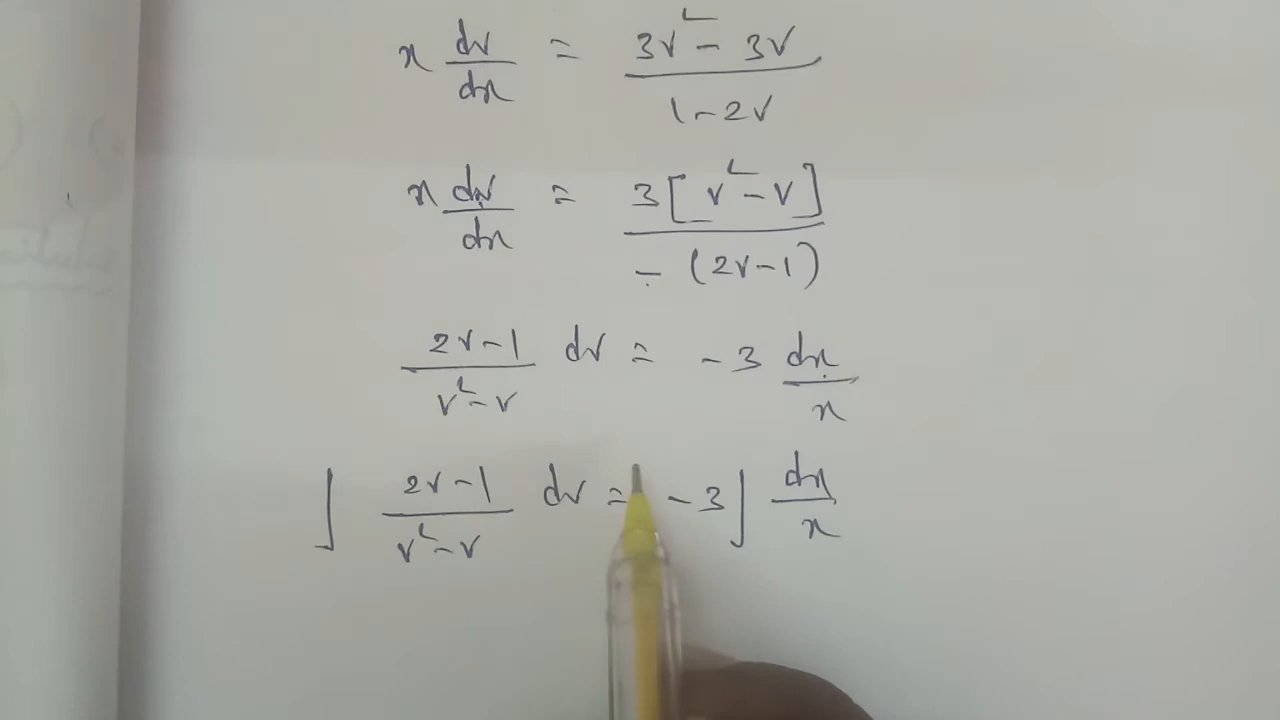 x dv/dx = (3v² - 3v)/(1 - 2v)
x dv/dx = 3[v² - v]/-(2v - 1)
(2v - 1)/(v² - v) dv = -3 dx/x
∫ (2v - 1)/(v² - v) dv = -3 ∫ dx/x